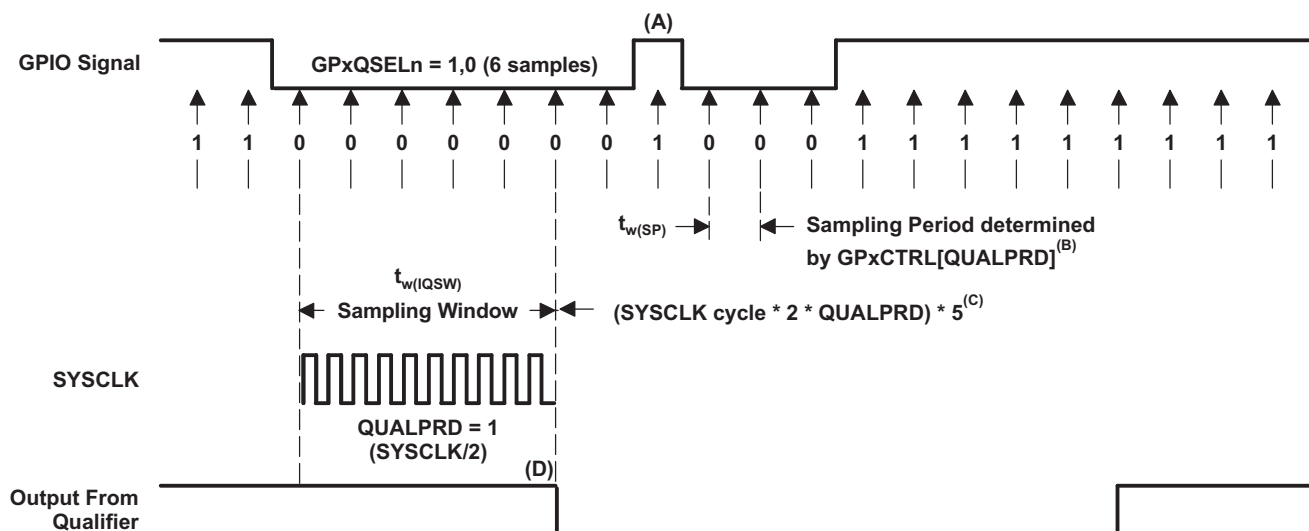 (A)
GPIO Signal
GPxQSELn = 1,0 (6 samples)
1 1 0 0 0 0 0 0 0 1 0 0 0 1 1 1 1 1 1 1 1 1
tw(SP)
Sampling Period determined
by GPxCTRL[QUALPRD](B)
tw(IQSW)
Sampling Window
(SYSCLK cycle * 2 * QUALPRD) * 5(C)
SYSCLK
QUALPRD = 1
(SYSCLK/2)
(D)
Output From
Qualifier